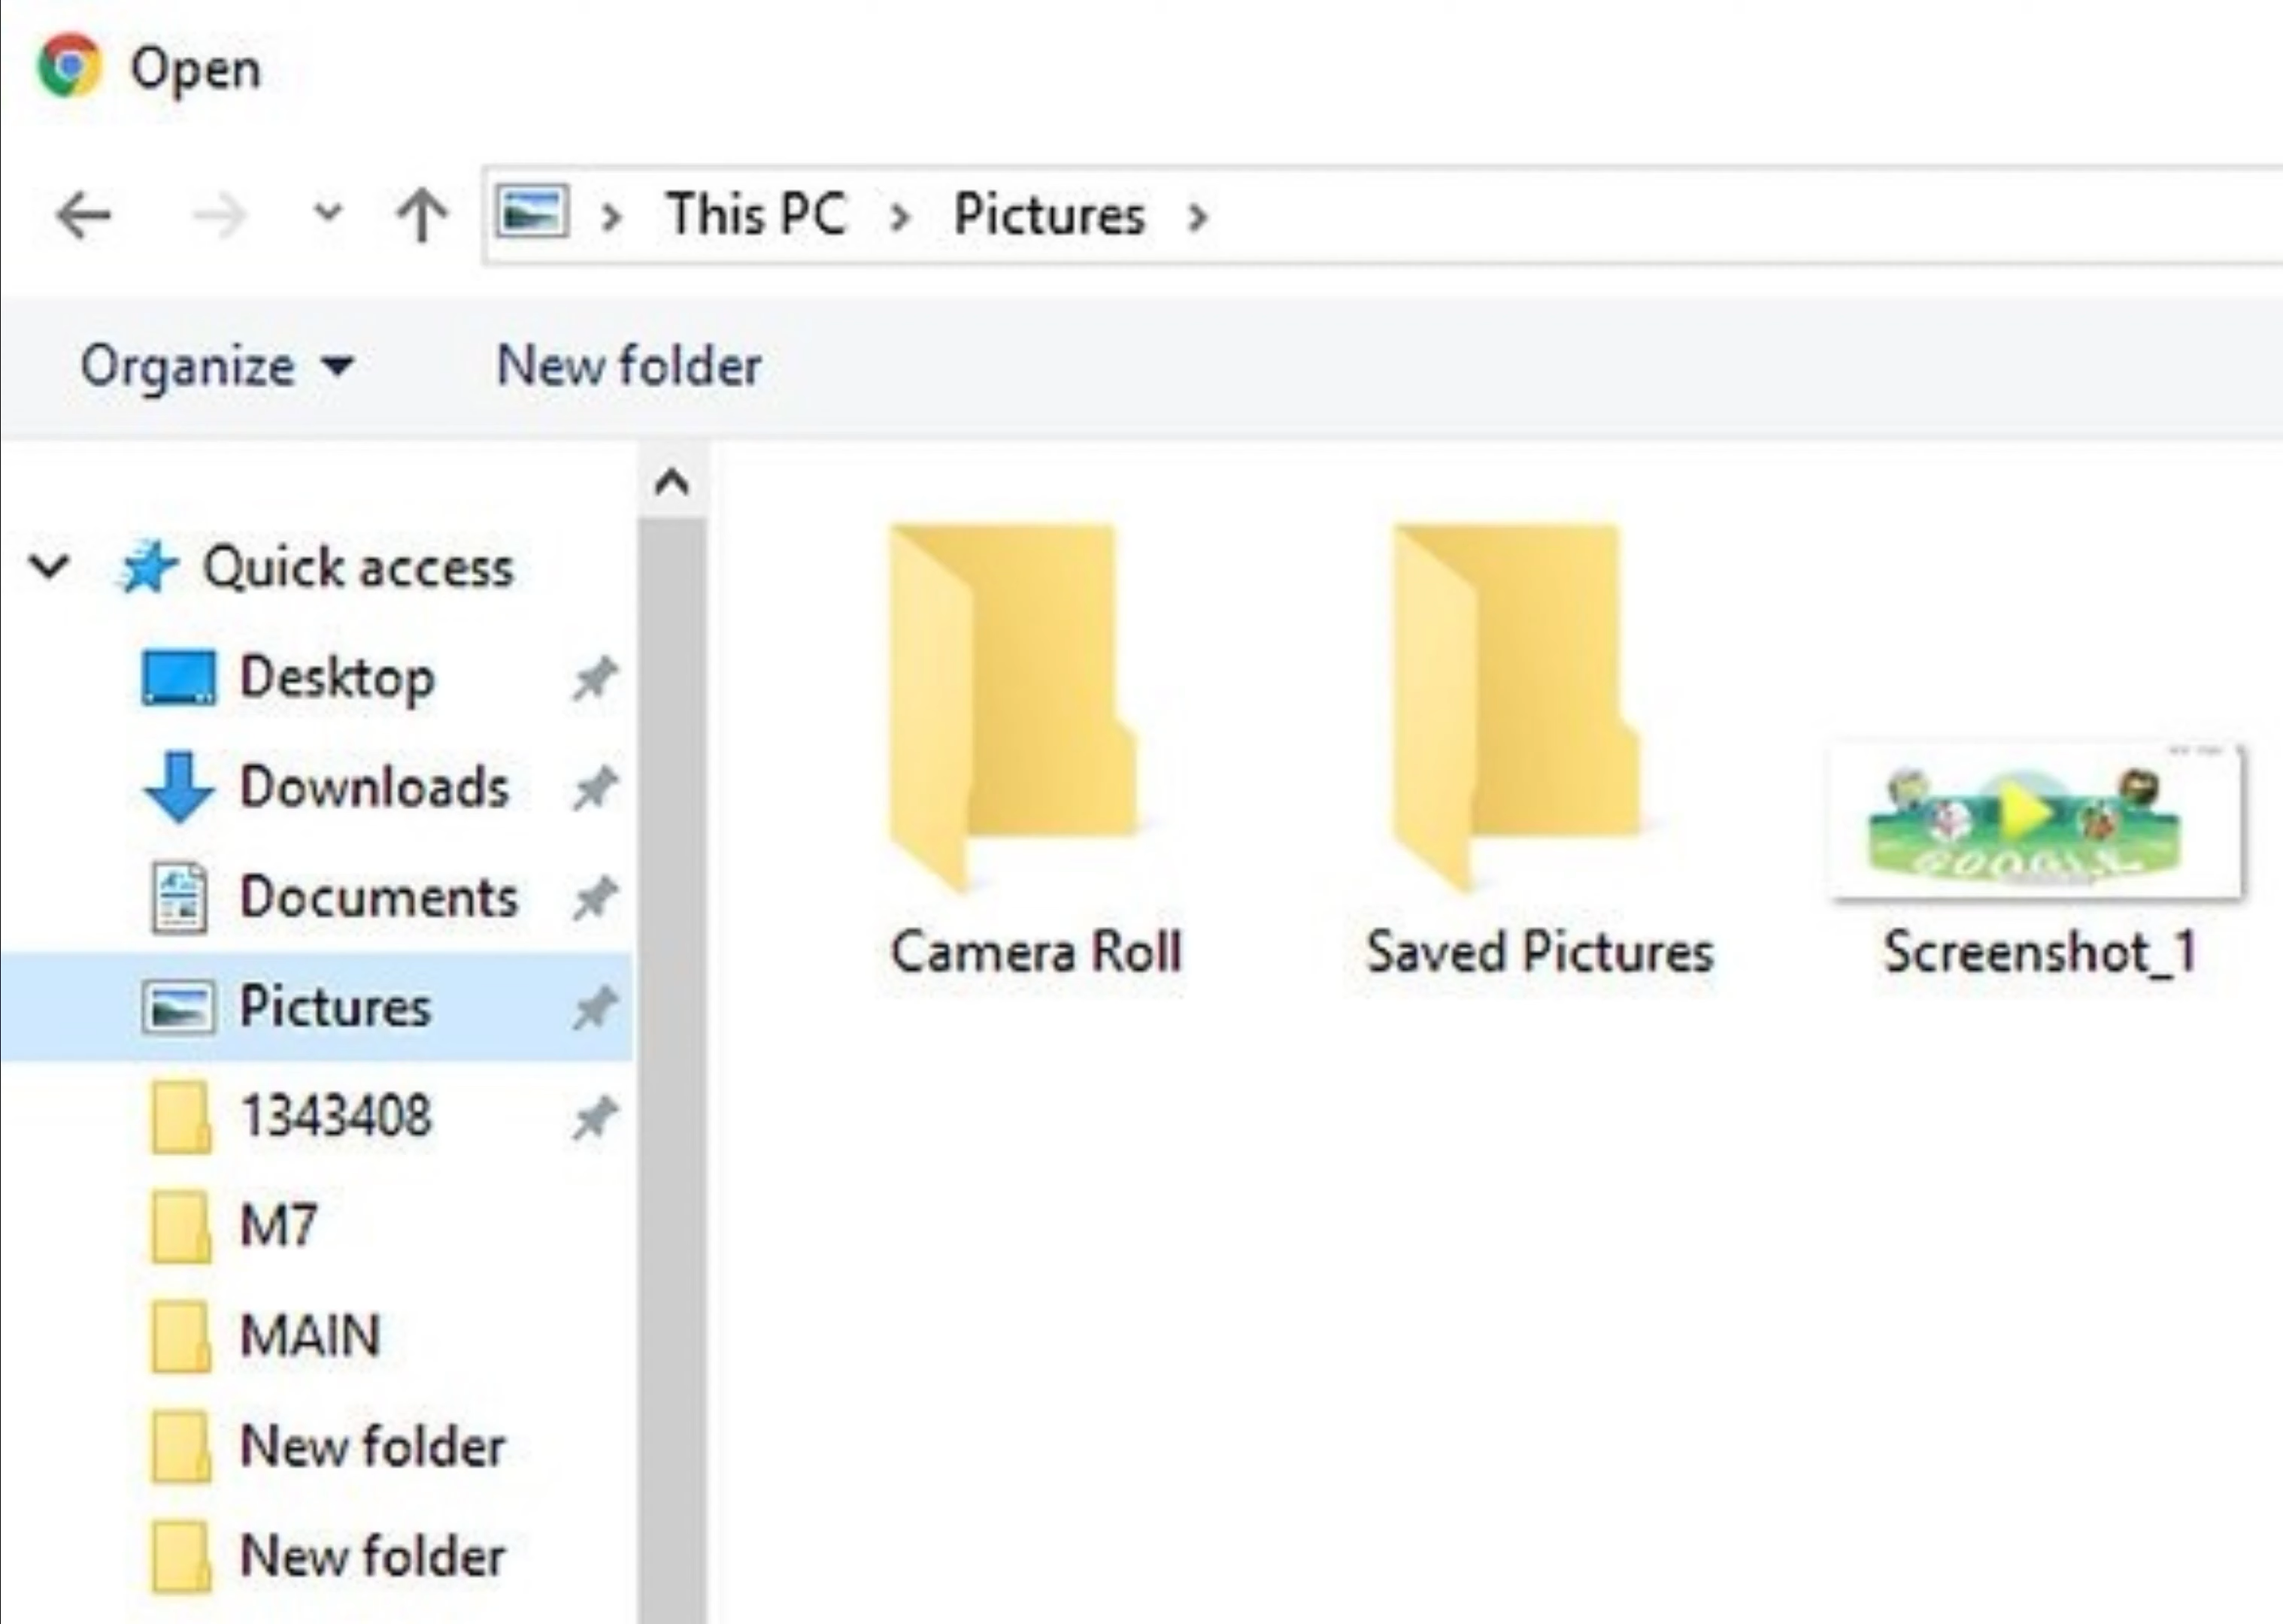 Open
This PC Pictures
Organize New folder
Quick access
Desktop
Downloads
Documents
Pictures
1343408
M7
MAIN
New folder
New folder
Camera Roll Saved Pictures Screenshot_1
GOOGLE